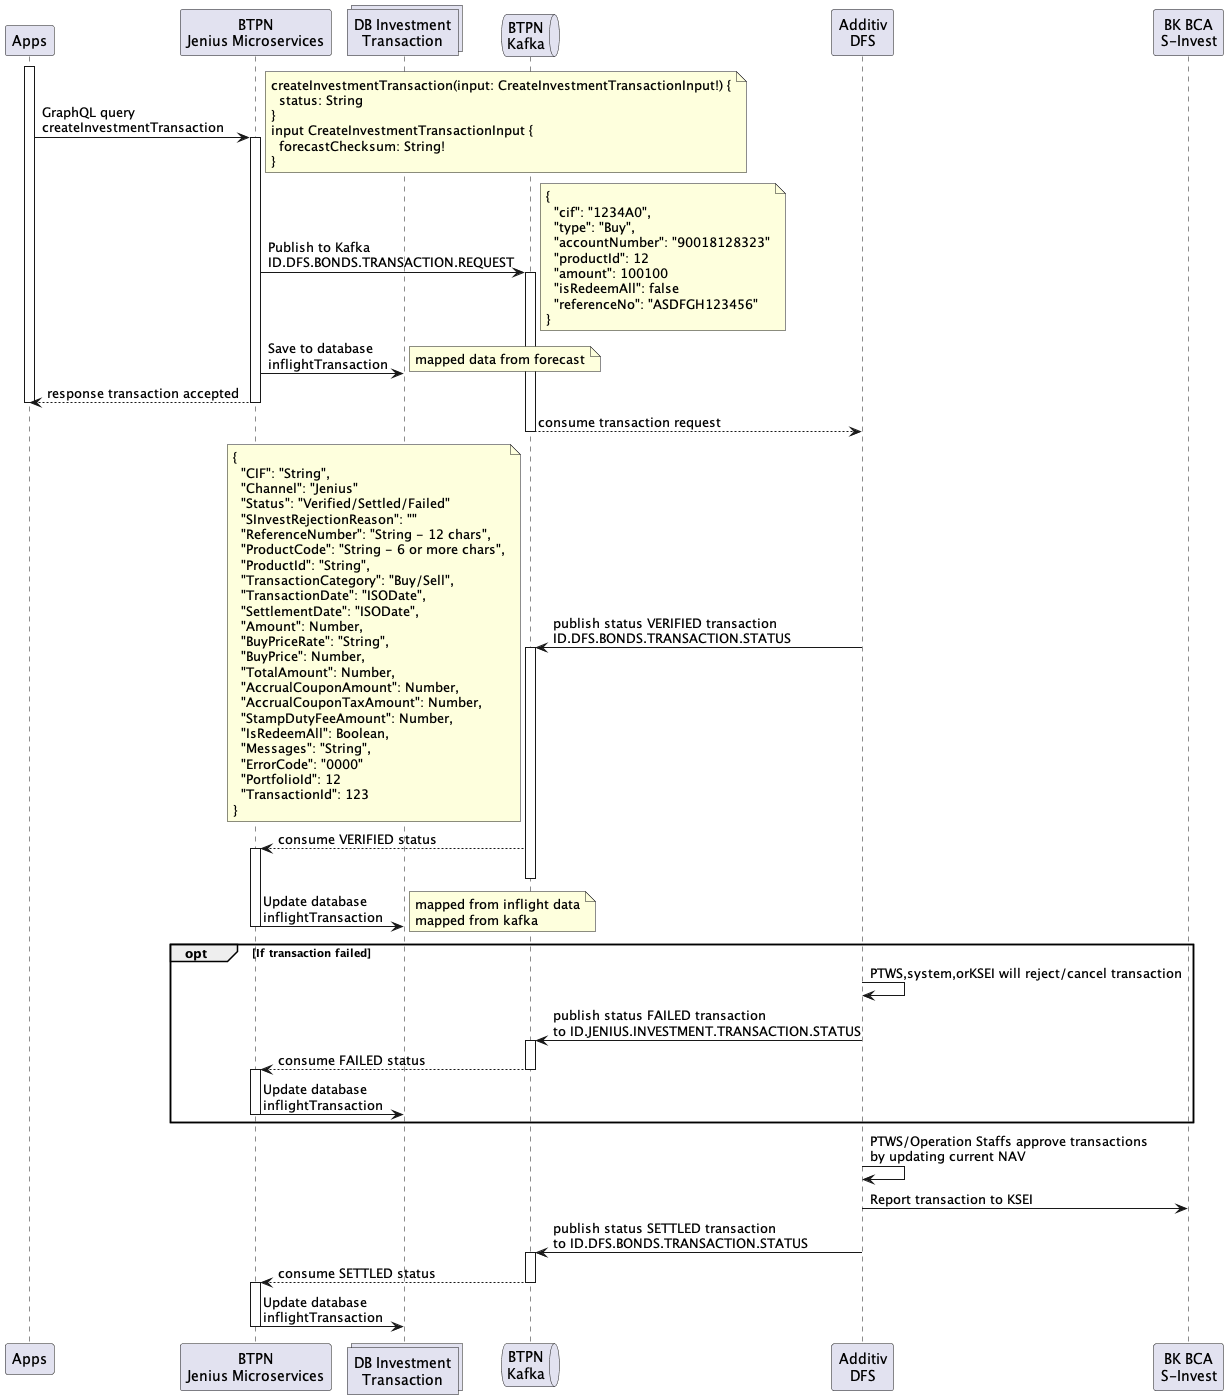 Apps
BTPN
Jenius Microservices
DB Investment
Transaction
BTPN
Kafka
Additiv
DFS
BK BCA
S-Invest
createInvestmentTransaction(input: CreateInvestmentTransactionInput!) {
status: String
}
input CreateInvestmentTransactionInput {
forecastChecksum: String!
}
GraphQL query
createInvestmentTransaction
{
"cif": "1234A0",
"type": "Buy",
"accountNumber": "90018128323"
"productId": 12
"amount": 100100
"isRedeemAll": false
"referenceNo": "ASDFGH123456"
}
Publish to Kafka
ID.DFS.BONDS.TRANSACTION.REQUEST
Save to database
inflightTransaction
mapped data from forecast
response transaction accepted
consume transaction request
{
"CIF": "String",
"Channel": "Jenius"
"Status": "Verified/Settled/Failed"
"SInvestRejectionReason": ""
"ReferenceNumber": "String - 12 chars",
"ProductCode": "String - 6 or more chars",
"ProductId": "String",
"TransactionCategory": "Buy/Sell",
"TransactionDate": "ISODate",
"SettlementDate": "ISODate",
"Amount": Number,
"BuyPriceRate": "String",
"BuyPrice": Number,
"TotalAmount": Number,
"AccrualCouponAmount": Number,
"AccrualCouponTaxAmount": Number,
"StampDutyFeeAmount": Number,
"IsRedeemAll": Boolean,
"Messages": "String",
"ErrorCode": "0000"
"PortfolioId": 12
"TransactionId": 123
}
publish status VERIFIED transaction
ID.DFS.BONDS.TRANSACTION.STATUS
consume VERIFIED status
Update database
inflightTransaction
mapped from inflight data
mapped from kafka
opt
[If transaction failed]
PTWS,system,orKSEI will reject/cancel transaction
publish status FAILED transaction
to ID.JENIUS.INVESTMENT.TRANSACTION.STATUS
consume FAILED status
Update database
inflightTransaction
PTWS/Operation Staffs approve transactions
by updating current NAV
Report transaction to KSEI
publish status SETTLED transaction
to ID.DFS.BONDS.TRANSACTION.STATUS
consume SETTLED status
Update database
inflightTransaction
Apps
BTPN
Jenius Microservices
DB Investment
Transaction
BTPN
Kafka
Additiv
DFS
BK BCA
S-Invest